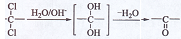 Cl OH OH
–C– H₂O/OH⁻ [ C ] –H₂O –C–
Cl O